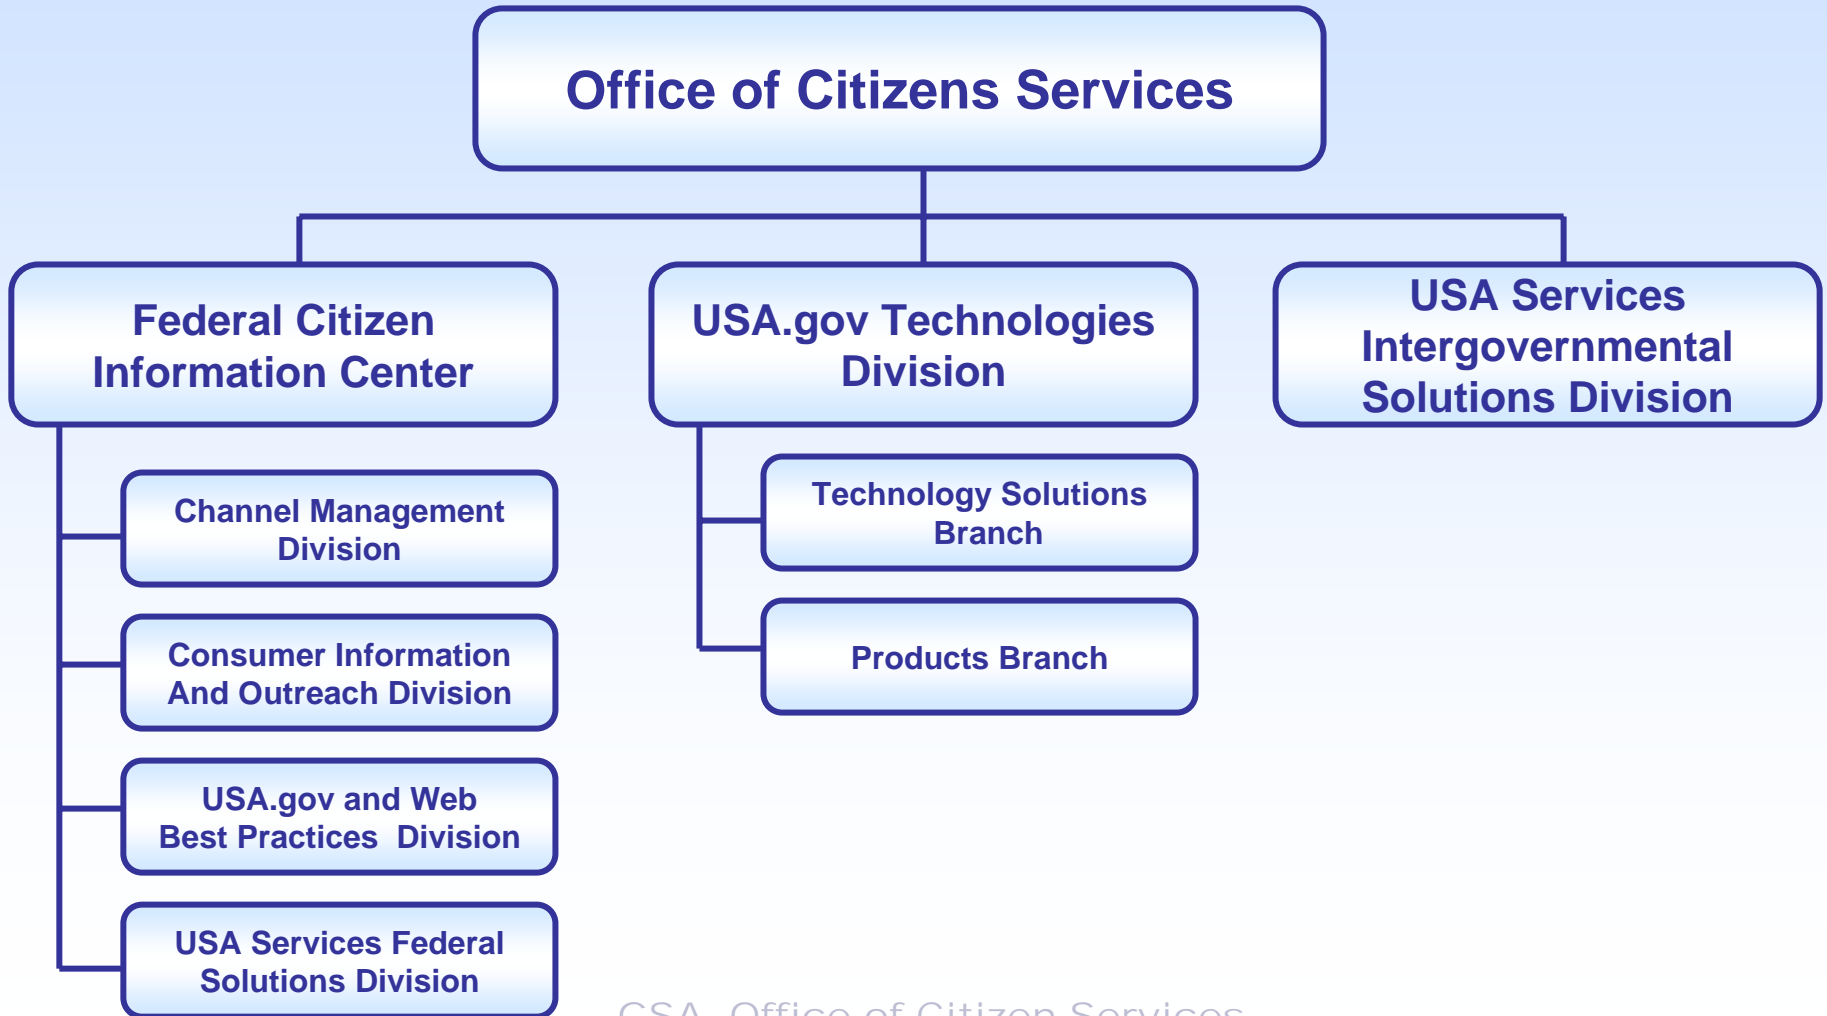 Office of Citizens Services
Federal Citizen
Information Center
USA.gov Technologies
Division
USA Services
Intergovernmental
Solutions Division
Channel Management
Division
Consumer Information
And Outreach Division
USA.gov and Web
Best Practices  Division
USA Services Federal
Solutions Division
Technology Solutions
Branch
Products Branch
Office of Citizen Services